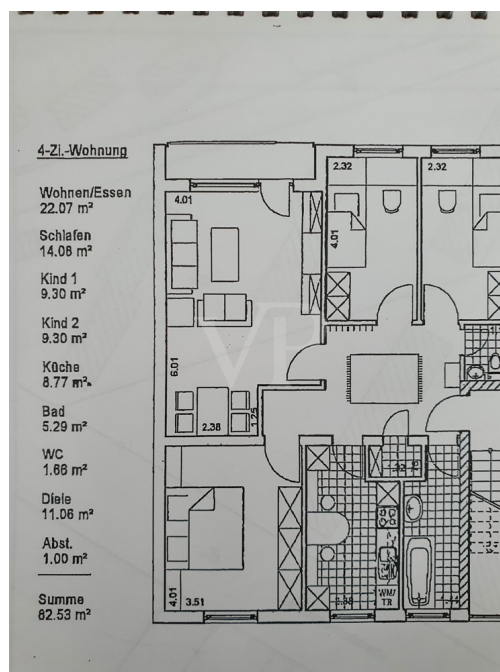 4-Zi.-Wohnung
Wohnen/Essen
22.07 m²
Schlafen
14.08 m²
Kind 1
9.30 m²
Kind 2
9.30 m²
Küche
8.77 m²
Bad
5.29 m²
WC
1.66 m²
Diele
11.06 m²
Abst.
1.00 m²
Summe
82.53 m²
4.01
2.32
2.32
4.01
6.01
2.38
1.25
4.01
3.51
WM/
TR
VH